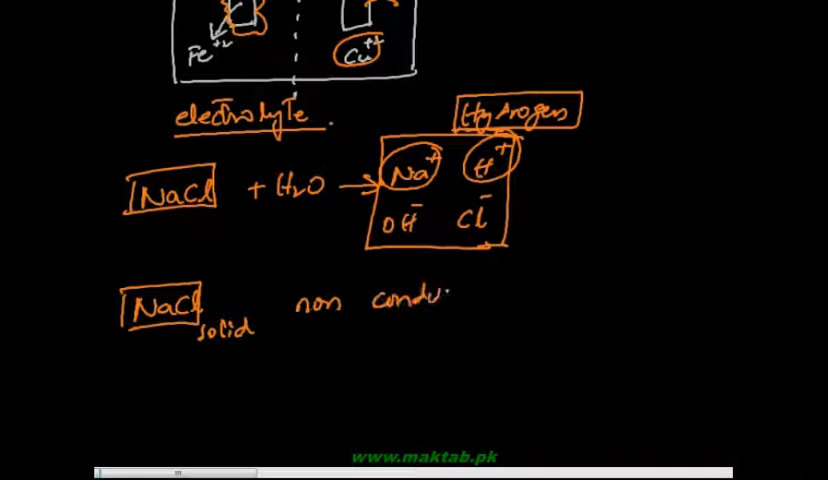 Fe⁺² Cu⁺⁺
electrolyte.
Hydrogen
NaCl + H₂O → Na⁺ H⁺
OH⁻ Cl⁻
NaCl solid non condu
www.maktab.pk